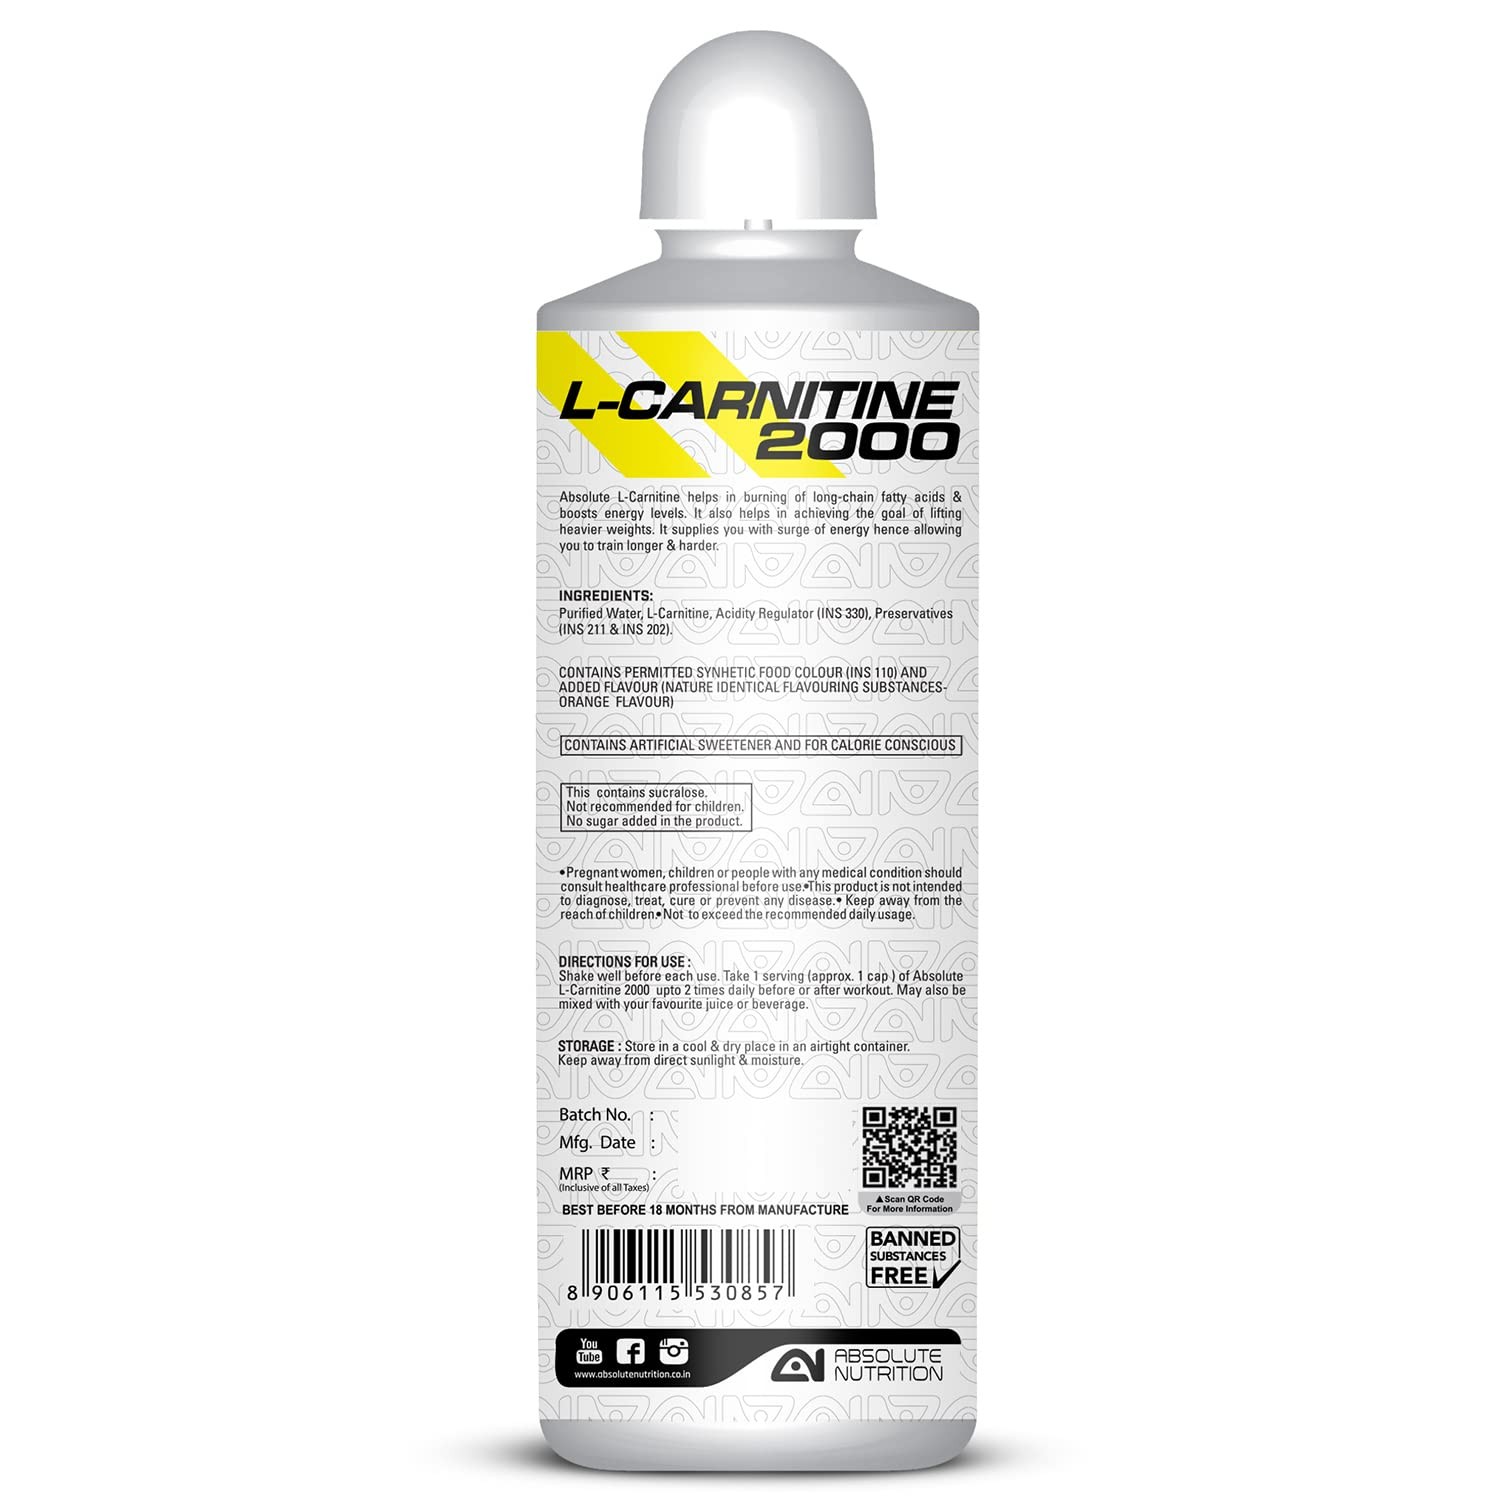 L-CARNITINE
2000
Absolute L-Carnitine helps in burning of long-chain fatty acids &
boosts energy levels. It also helps in achieving the goal of lifting
heavier weights. It supplies you with surge of energy hence allowing
you to train longer & harder.
INGREDIENTS:
Purified Water, L-Carnitine, Acidity Regulator (INS 330), Preservatives
(INS 211 & INS 202).
CONTAINS PERMITTED SYNHETIC FOOD COLOUR (INS 110) AND
ADDED FLAVOUR (NATURE IDENTICAL FLAVOURING SUBSTANCES-
ORANGE FLAVOUR)
CONTAINS ARTIFICIAL SWEETENER AND FOR CALORIE CONSCIOUS
This contains sucralose.
Not recommended for children.
No sugar added in the product.
•Pregnant women, children or people with any medical condition should
consult healthcare professional before use.•This product is not intended
to diagnose, treat, cure or prevent any disease.• Keep away from the
reach of children.•Not to exceed the recommended daily usage.
DIRECTIONS FOR USE :
Shake well before each use. Take 1 serving (approx. 1 cap ) of Absolute
L-Carnitine 2000 upto 2 times daily before or after workout. May also be
mixed with your favourite juice or beverage.
STORAGE : Store in a cool & dry place in an airtight container.
Keep away from direct sunlight & moisture.
Batch No. :
Mfg. Date :
MRP ₹ :
(Inclusive of all Taxes)
▲Scan QR Code
For More Information
BEST BEFORE 18 MONTHS FROM MANUFACTURE
BANNED
SUBSTANCES
FREE
8 906115 530857
You
Tube
www.absolutenutrition.co.in
ABSOLUTE
NUTRITION